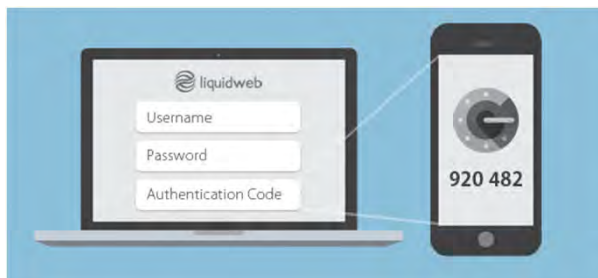 liquidweb
Username
Password
Authentication Code
920 482